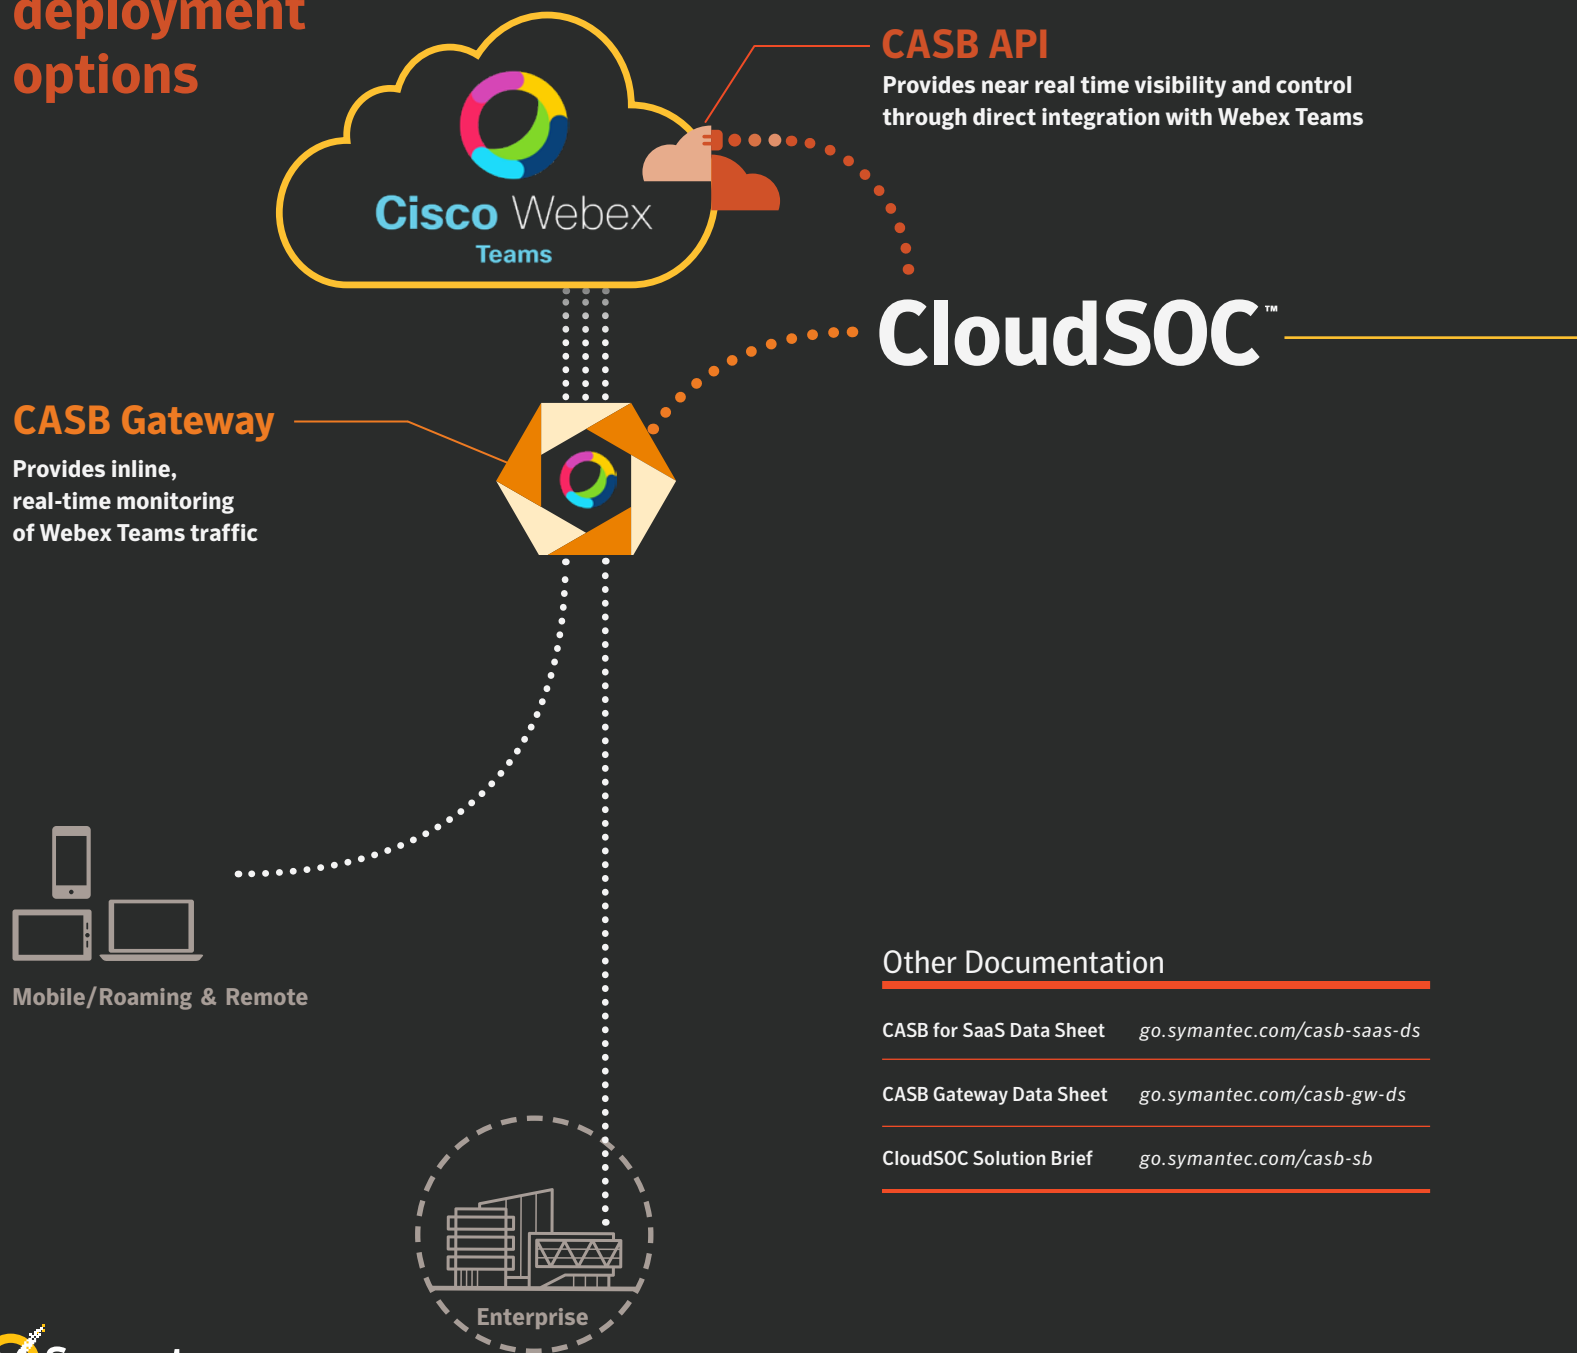 deployment
options
Cisco Webex
Teams
CASB API
Provides near real time visibility and control
through direct integration with Webex Teams
CloudSOC™
CASB Gateway
Provides inline,
real-time monitoring
of Webex Teams traffic
Mobile/Roaming & Remote
Enterprise
Other Documentation
CASB for SaaS Data Sheet go.symantec.com/casb-saas-ds
CASB Gateway Data Sheet go.symantec.com/casb-gw-ds
CloudSOC Solution Brief go.symantec.com/casb-sb